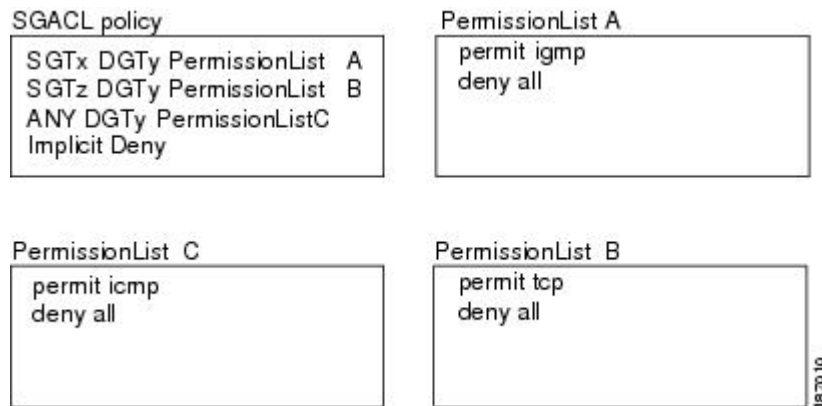 SGACL policy
SGTx DGTy PermissionList A
SGTz DGTy PermissionList B
ANY DGTy PermissionListC
Implicit Deny
PermissionList A
permit igmp
deny all
PermissionList C
permit icmp
deny all
PermissionList B
permit tcp
deny all
187010